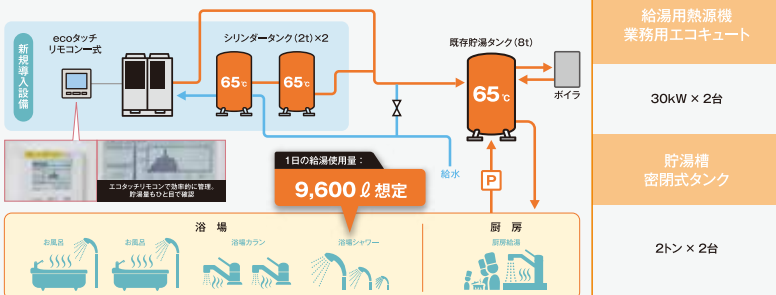 新規導入設備
ecoタッチ
リモコン一式
シリンダータンク（2t）×2
65℃
65℃
既存貯湯タンク（8t）
65℃
ボイラ
給水
P
エコタッチリモコンで効率的に管理。
貯湯量もひと目で確認
1日の給湯使用量：
9,600ℓ想定
浴場
お風呂
お風呂
浴場カラン
浴場シャワー
厨房
厨房給湯
給湯用熱源機
業務用エコキュート
30kW × 2台
貯湯槽
密閉式タンク
2トン × 2台